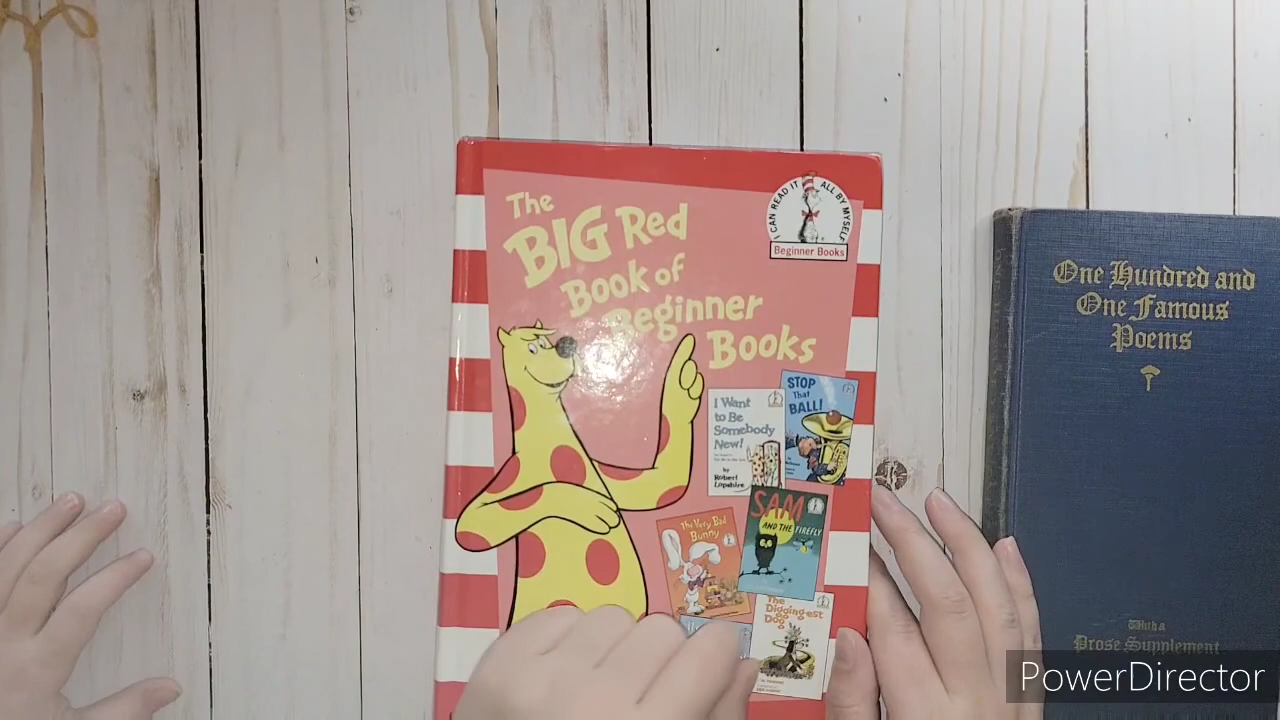 The
BIG Red
Book of
Beginner
Books
I CAN READ IT ALL BY MYSELF
Beginner Books
I Want
to Be
Somebody
New!
by
Robert
Lopshire
STOP
That
BALL!
SAM
AND THE FIREFLY
The Very Bad
Bunny
The
Digging-est
Dog
One Hundred and
One Famous
Poems
With a
Prose Supplement
PowerDirector